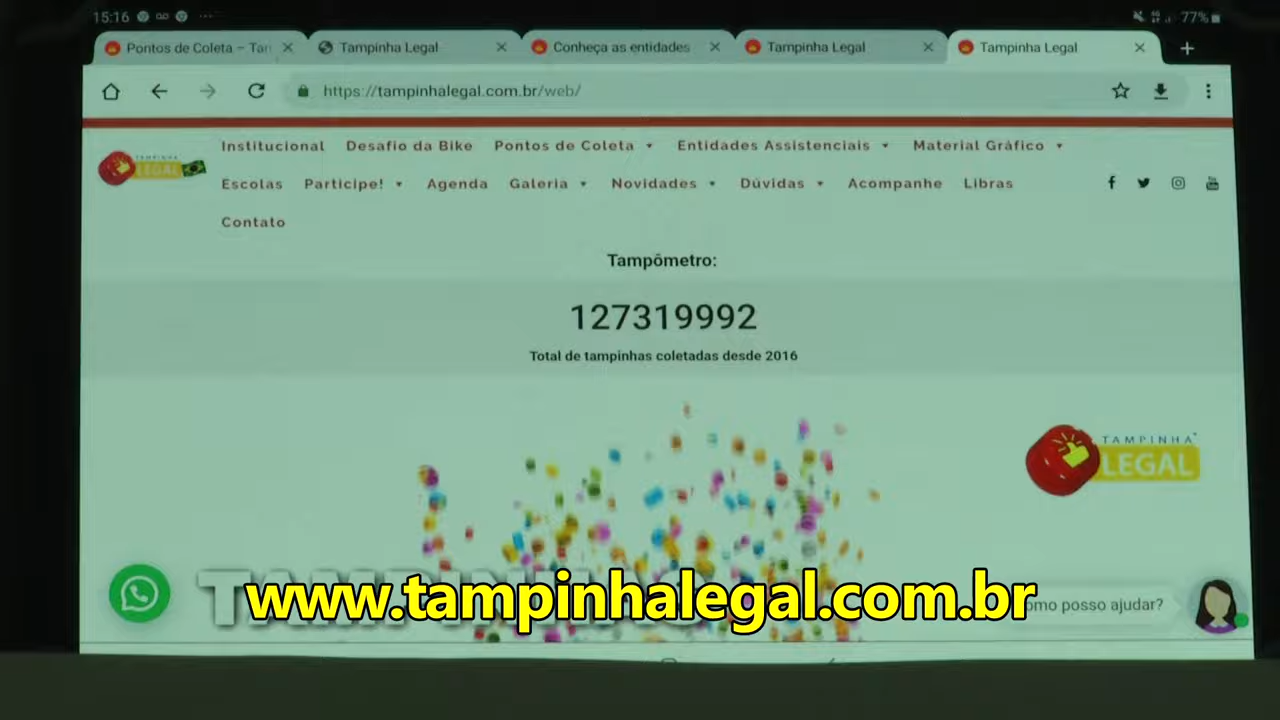 15:16
77%
Pontos de Coleta – Tam
Tampinha Legal
Conheça as entidades
Tampinha Legal
Tampinha Legal
https://tampinhalegal.com.br/web/
TAMPINHA
LEGAL
Institucional Desafio da Bike Pontos de Coleta Entidades Assistenciais Material Gráfico
Escolas Participe! Agenda Galeria Novidades Dúvidas Acompanhe Libras
Contato
Tampômetro:
127319992
Total de tampinhas coletadas desde 2016
TAMPINHA
LEGAL
www.tampinhalegal.com.br
omo posso ajudar?